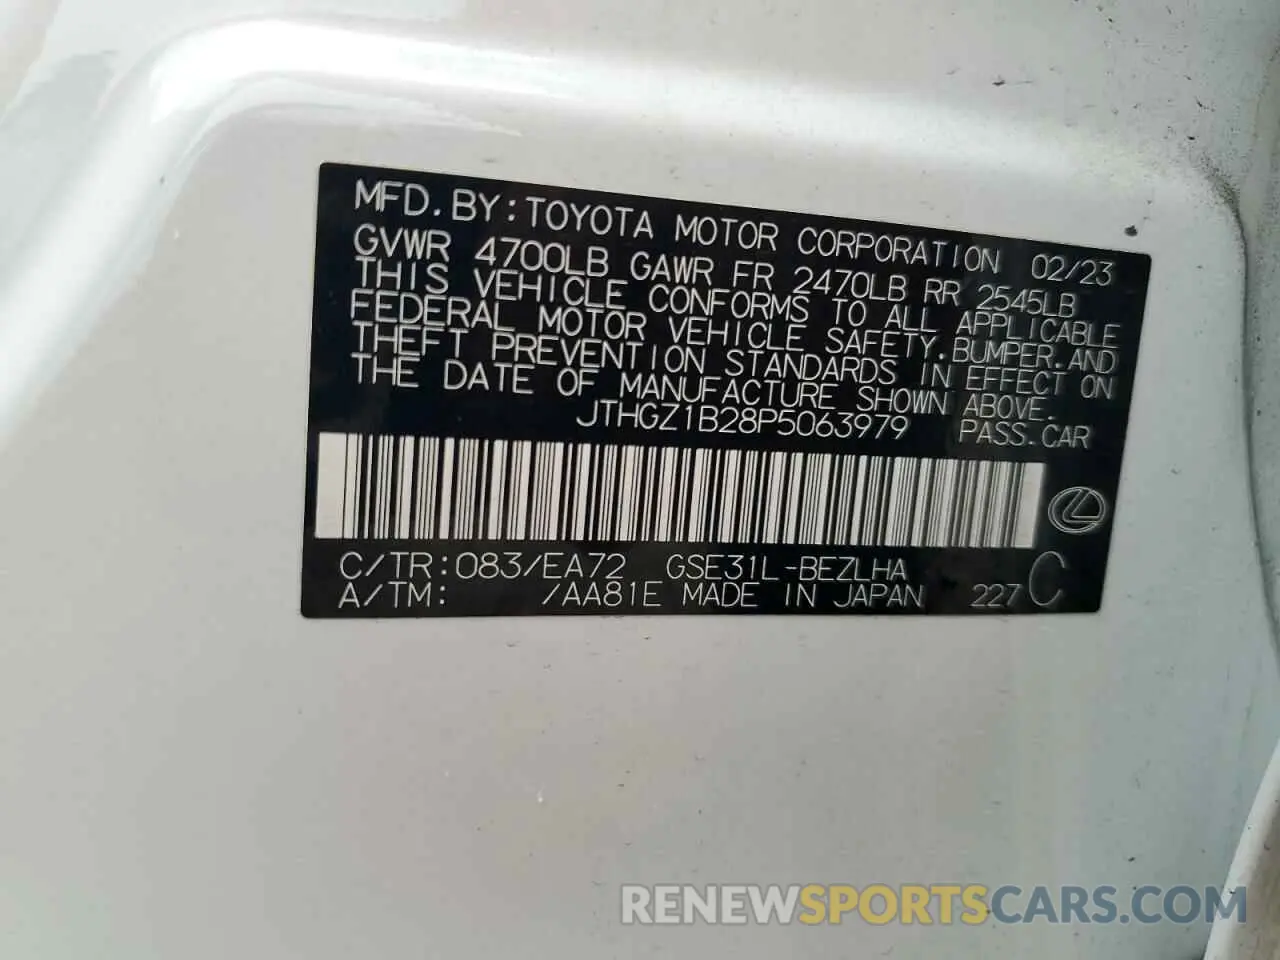 MFD. BY: TOYOTA MOTOR CORPORATION 02/23
GVWR 4700LB GAWR FR 2470LB RR 2545LB
THIS VEHICLE CONFORMS TO ALL APPLICABLE
FEDERAL MOTOR VEHICLE SAFETY. BUMPER. AND
THEFT PREVENTION STANDARDS IN EFFECT ON
THE DATE OF MANUFACTURE SHOWN ABOVE.
JTHGZ1B28P5063979 PASS. CAR
C/TR: 083/EA72 GSE31L-BEZLHA
A/TM: /AA81E MADE IN JAPAN 227 C
RENEWSPORTSCARS.COM